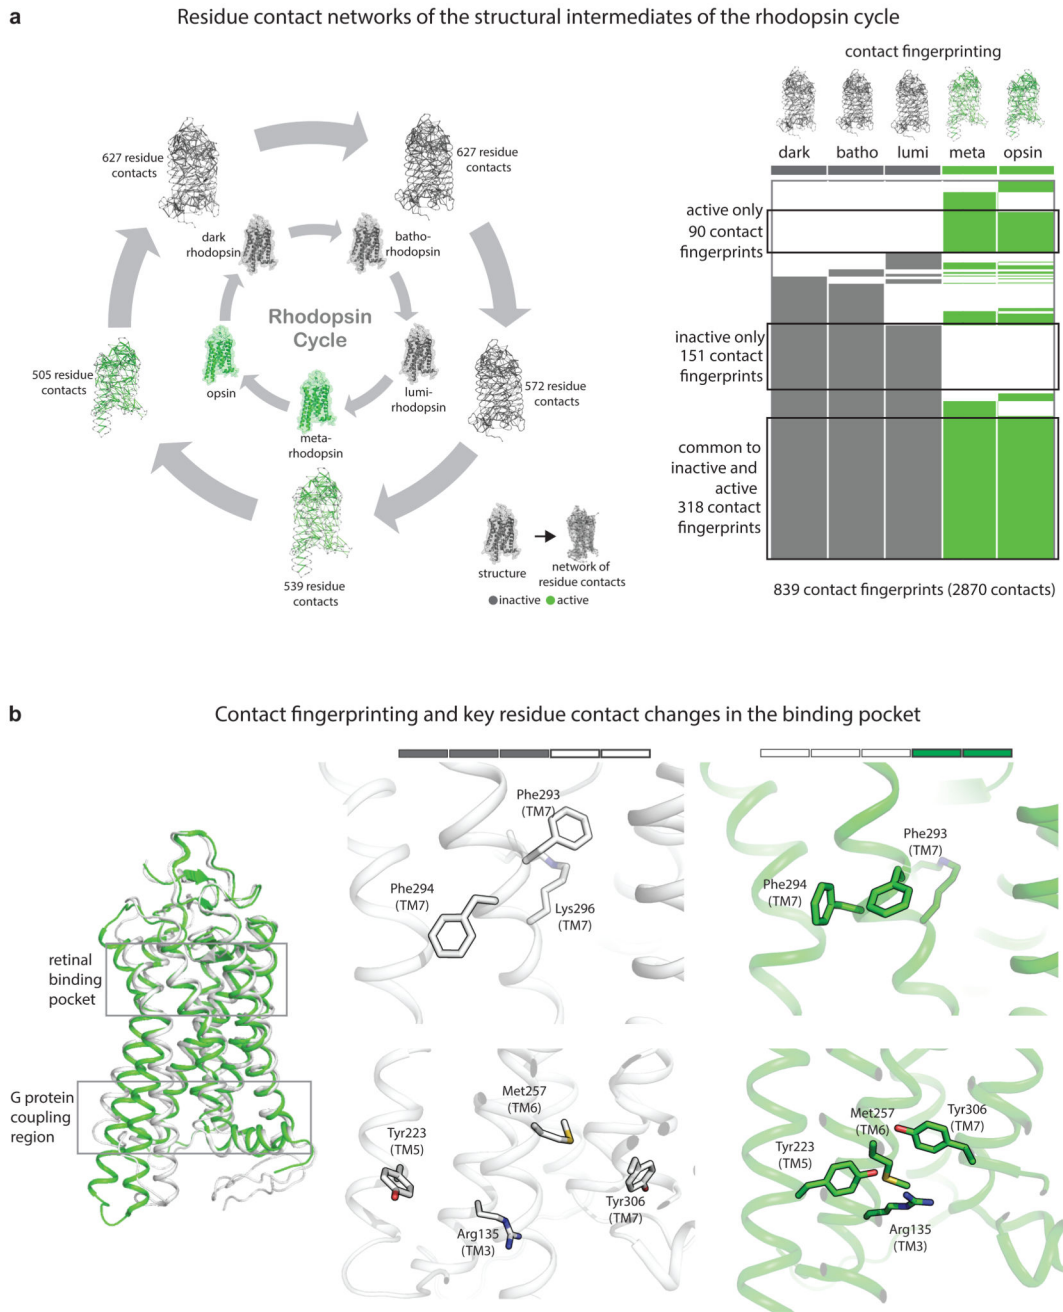 a
Residue contact networks of the structural intermediates of the rhodopsin cycle
627 residue
contacts
627 residue
contacts
dark
rhodopsin
batho-
rhodopsin
Rhodopsin
Cycle
505 residue
contacts
opsin
lumi-
rhodopsin
572 residue
contacts
meta-
rhodopsin
539 residue
contacts
structure
network of
residue contacts
inactive
active
contact fingerprinting
dark
batho
lumi
meta
opsin
active only
90 contact
fingerprints
inactive only
151 contact
fingerprints
common to
inactive and
active
318 contact
fingerprints
839 contact fingerprints (2870 contacts)
b
Contact fingerprinting and key residue contact changes in the binding pocket
retinal
binding
pocket
G protein
coupling
region
Phe293
(TM7)
Phe294
(TM7)
Lys296
(TM7)
Phe293
(TM7)
Phe294
(TM7)
Met257
(TM6)
Tyr223
(TM5)
Tyr306
(TM7)
Arg135
(TM3)
Met257
(TM6)
Tyr306
(TM7)
Tyr223
(TM5)
Arg135
(TM3)